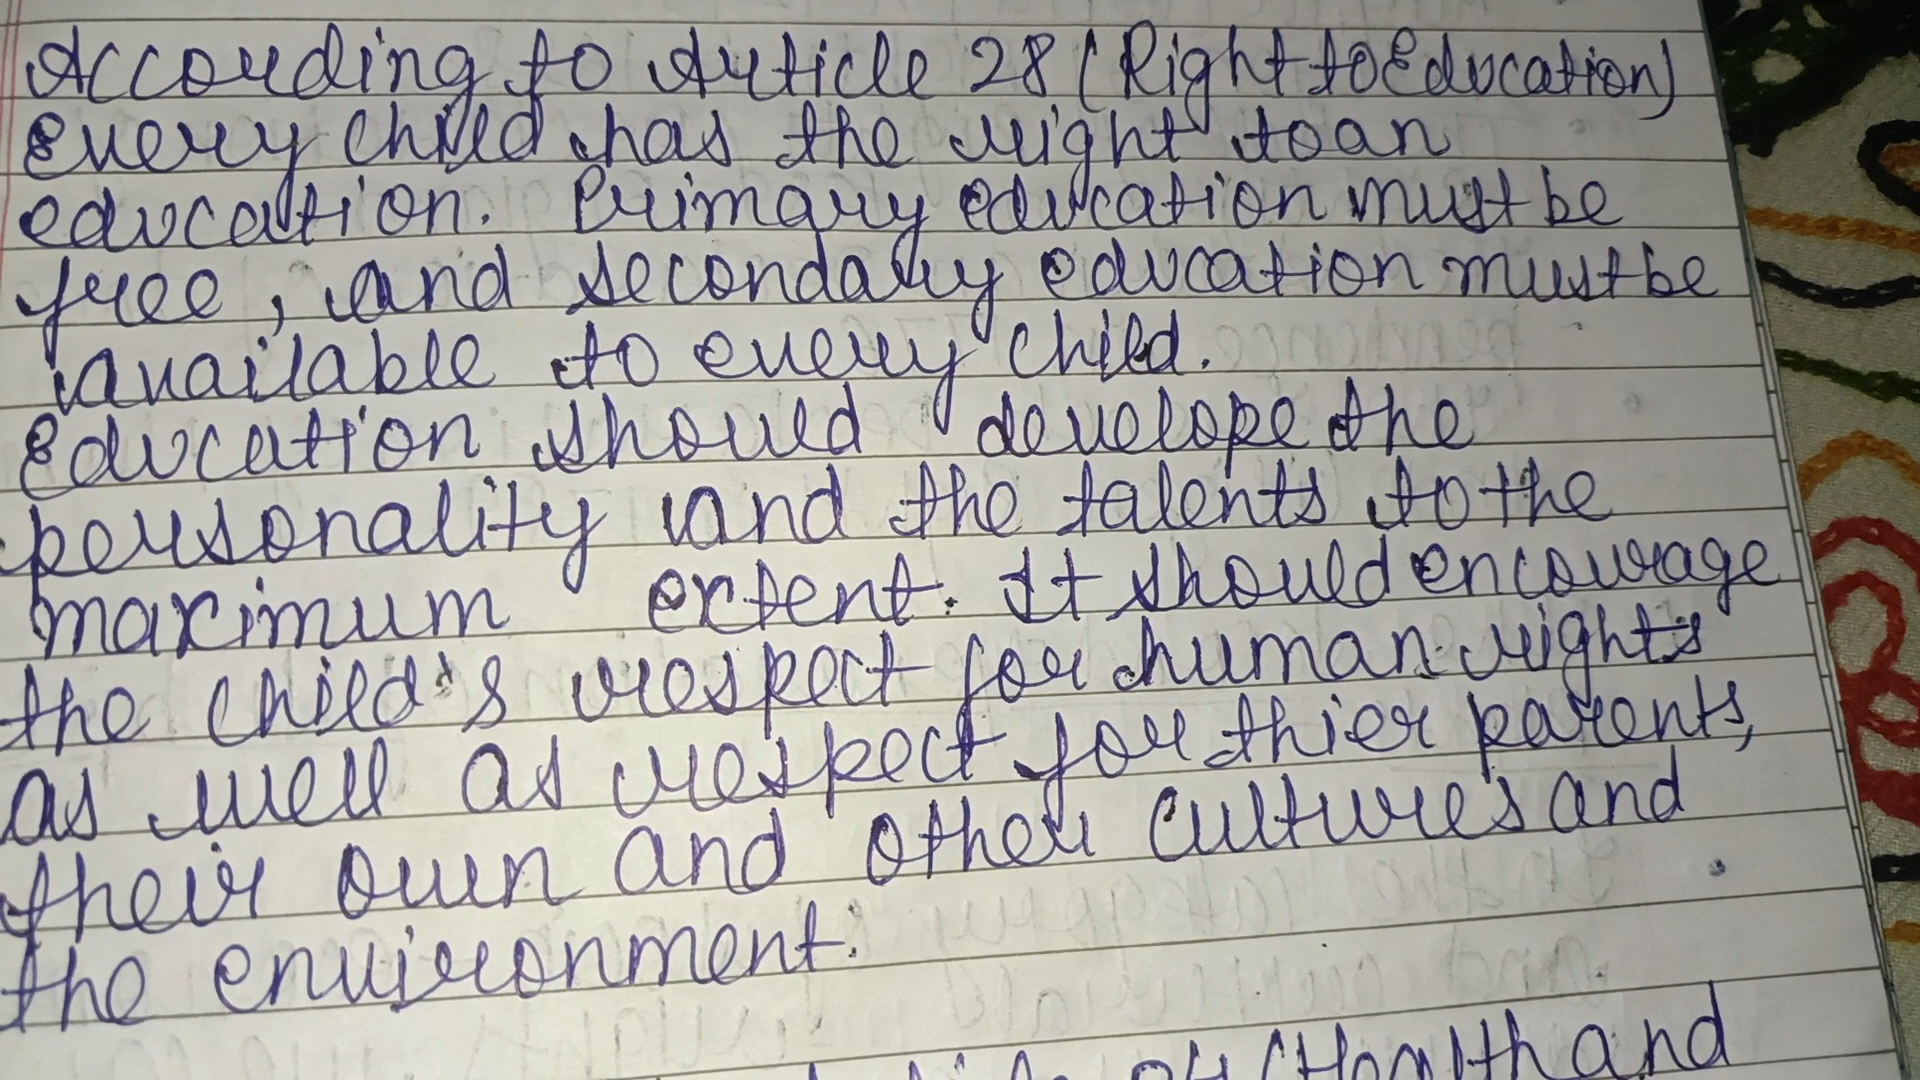 According to Article 28 (Right to Education)
every child has the right to an
education. Primary education must be
free, and secondary education must be
available to every child.
Education should develope the
personality and the talents to the
maximum extent. It should encourage
the child's respect for human rights
as well as respect for thier parents,
their own and other cultures and
the environment.
24 (Health and